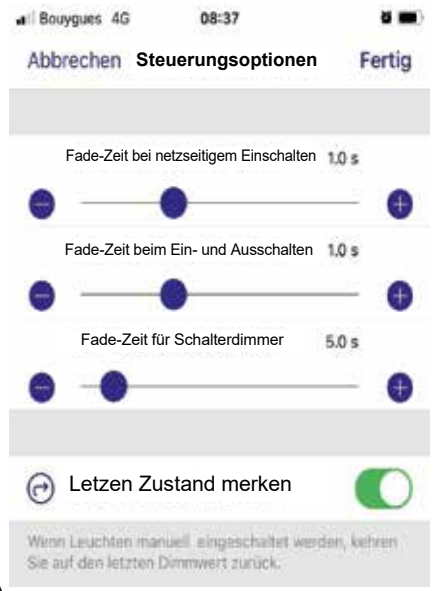 Bouygues 4G 08:37
Abbrechen Steuerungsoptionen Fertig
Fade-Zeit bei netzseitigem Einschalten 1.0 s
Fade-Zeit beim Ein- und Ausschalten 1.0 s
Fade-Zeit für Schalterdimmer 5.0 s
Letzen Zustand merken
Wenn Leuchten manuell eingeschaltet werden, kehren
Sie auf den letzten Dimmwert zurück.